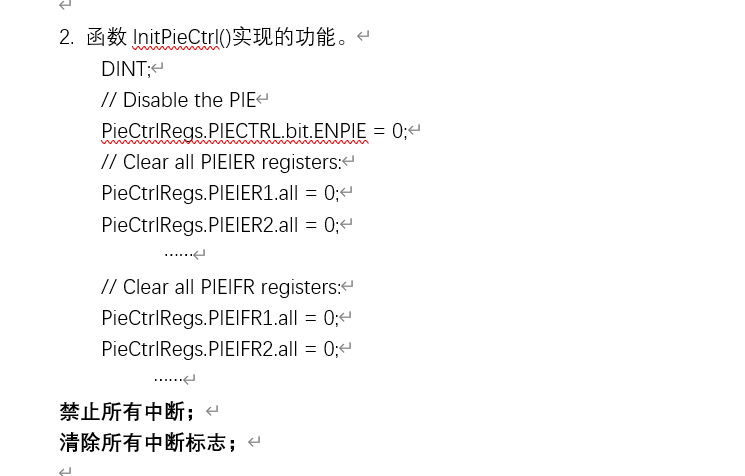 2. 函数 InitPieCtrl()实现的功能。
DINT;
// Disable the PIE
PieCtrlRegs.PIECTRL.bit.ENPIE = 0;
// Clear all PIEIER registers:
PieCtrlRegs.PIEIER1.all = 0;
PieCtrlRegs.PIEIER2.all = 0;
……
// Clear all PIEIFR registers:
PieCtrlRegs.PIEIFR1.all = 0;
PieCtrlRegs.PIEIFR2.all = 0;
……
禁止所有中断；
清除所有中断标志；